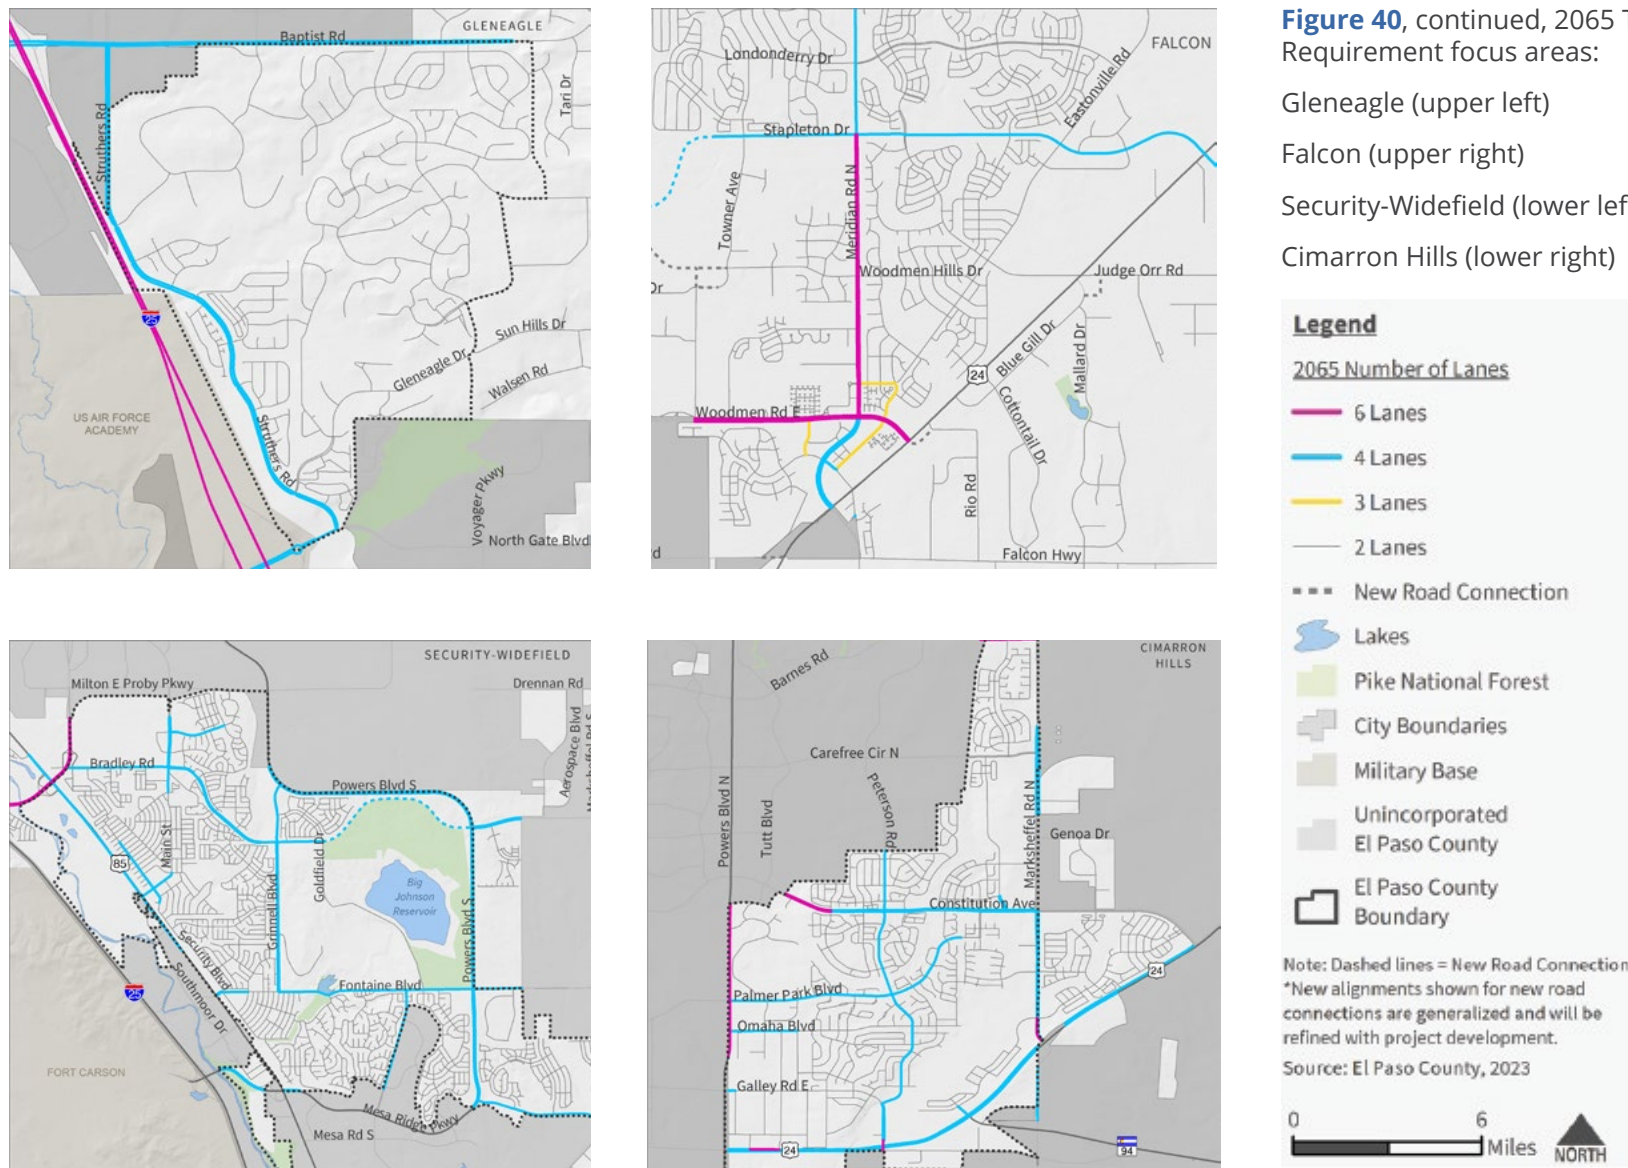 GLENEAGLE
Baptist Rd
Struthers Rd
Tari Dr
Sun Hills Dr
Gleneagle Dr
Walsen Rd
25
US AIR FORCE
ACADEMY
Struthers Rd
Voyager Pkwy
North Gate Blvd
FALCON
Londonderry Dr
Eastonville Rd
Stapleton Dr
Towner Ave
Meridian Rd N
Woodmen Hills Dr
Judge Orr Rd
Dr
24
Blue Gill Dr
Mallard Dr
Woodmen Rd E
Cottontail Dr
Rio Rd
Falcon Hwy
d
SECURITY-WIDEFIELD
Milton E Proby Pkwy
Drennan Rd
Aerospace Blvd
Bradley Rd
Powers Blvd S
Main St
85
Goldfield Dr
Big
Johnson
Reservoir
Grinnell Blvd
Powers Blvd S
Security Blvd
Southmoor Dr
Fontaine Blvd
25
FORT CARSON
Mesa Ridge Pkwy
Mesa Rd S
CIMARRON
HILLS
Barnes Rd
Carefree Cir N
Peterson Rd
Powers Blvd N
Tutt Blvd
Marksheffel Rd N
Genoa Dr
Constitution Ave
24
Palmer Park Blvd
Omaha Blvd
Galley Rd E
24
94
Figure 40, continued, 2065 T
Requirement focus areas:
Gleneagle (upper left)
Falcon (upper right)
Security-Widefield (lower lef
Cimarron Hills (lower right)
Legend
2065 Number of Lanes
6 Lanes
4 Lanes
3 Lanes
2 Lanes
New Road Connection
Lakes
Pike National Forest
City Boundaries
Military Base
Unincorporated
El Paso County
El Paso County
Boundary
Note: Dashed lines = New Road Connection
*New alignments shown for new road
connections are generalized and will be
refined with project development.
Source: El Paso County, 2023
0 6
Miles
NORTH